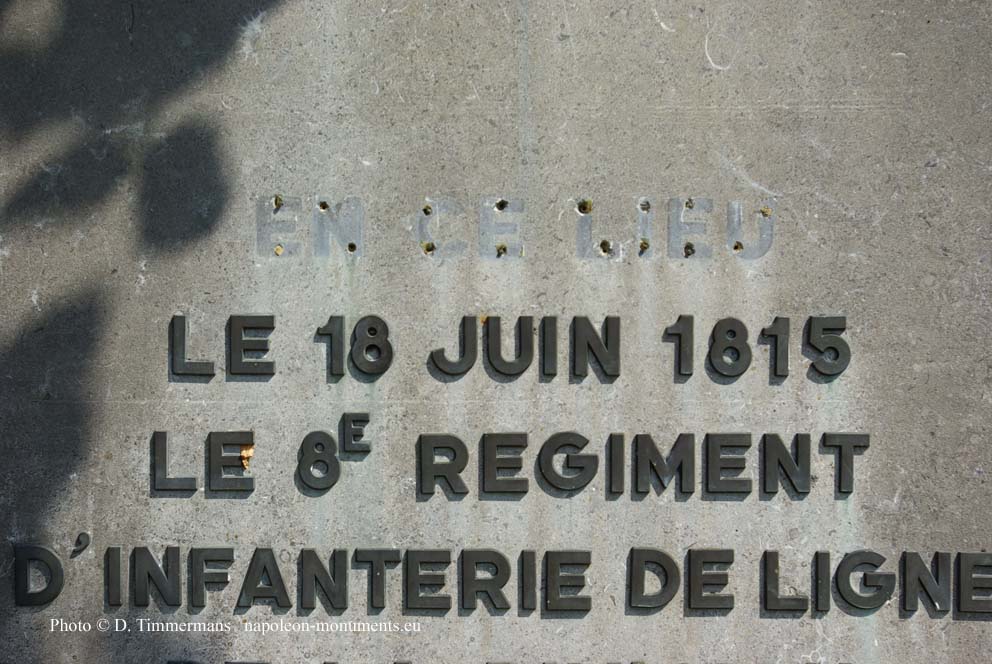 EN CE LIEU
LE 18 JUIN 1815
LE 8E REGIMENT
D'INFANTERIE DE LIGNE
Photo © D. Timmermans . napoleon-monuments.eu